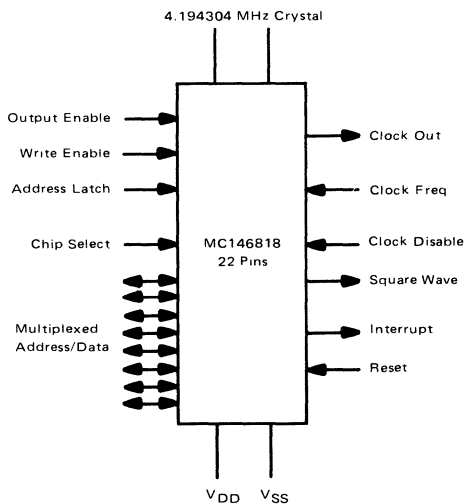 4.194304 MHz Crystal
Output Enable
Write Enable
Address Latch
Chip Select
Multiplexed
Address/Data
MC146818
22 Pins
Clock Out
Clock Freq
Clock Disable
Square Wave
Interrupt
Reset
VDD VSS